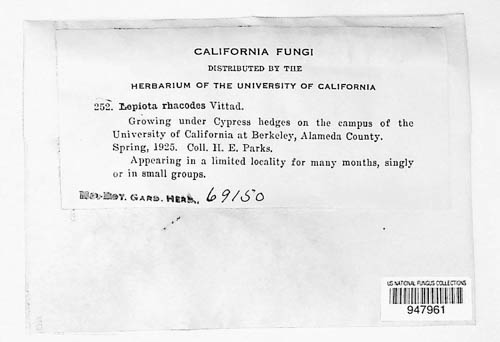 CALIFORNIA FUNGI
DISTRIBUTED BY THE
HERBARIUM OF THE UNIVERSITY OF CALIFORNIA
252. Lepiota rhacodes Vittad.
Growing under Cypress hedges on the campus of the
University of California at Berkeley, Alameda County.
Spring, 1925. Coll. H. E. Parks.
Appearing in a limited locality for many months, singly
or in small groups.
Mo. Bot. Gard. Herb., 69150
US NATIONAL FUNGUS COLLECTIONS
947961